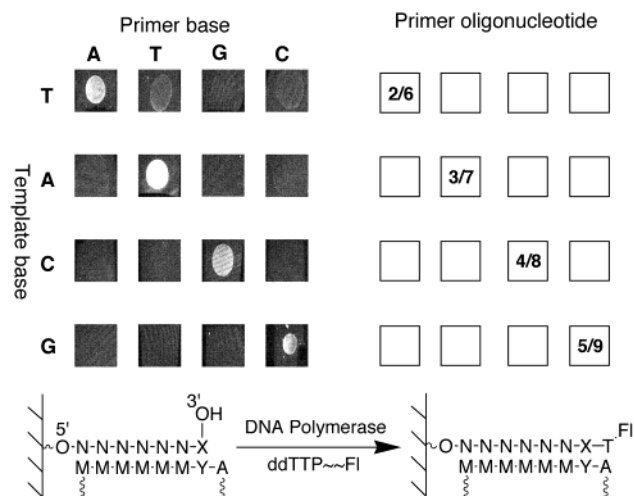 Primer base
Primer oligonucleotide
A T G C
T
2/6
A
3/7
Template base
C
4/8
G
5/9
3'
OH
5'
O-N-N-N-N-N-N-X
M-M-M-M-M-Y-A
DNA Polymerase
ddTTP~~Fl
Fl
O-N-N-N-N-N-N-X-T
M-M-M-M-M-Y-A